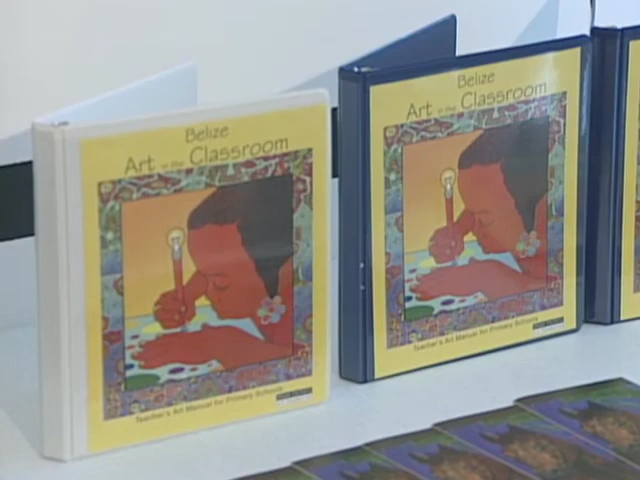 Belize
Art in the Classroom
Teacher's Art Manual for Primary Schools
Belize
Art in the Classroom
Teacher's Art Manual for Primary Schools